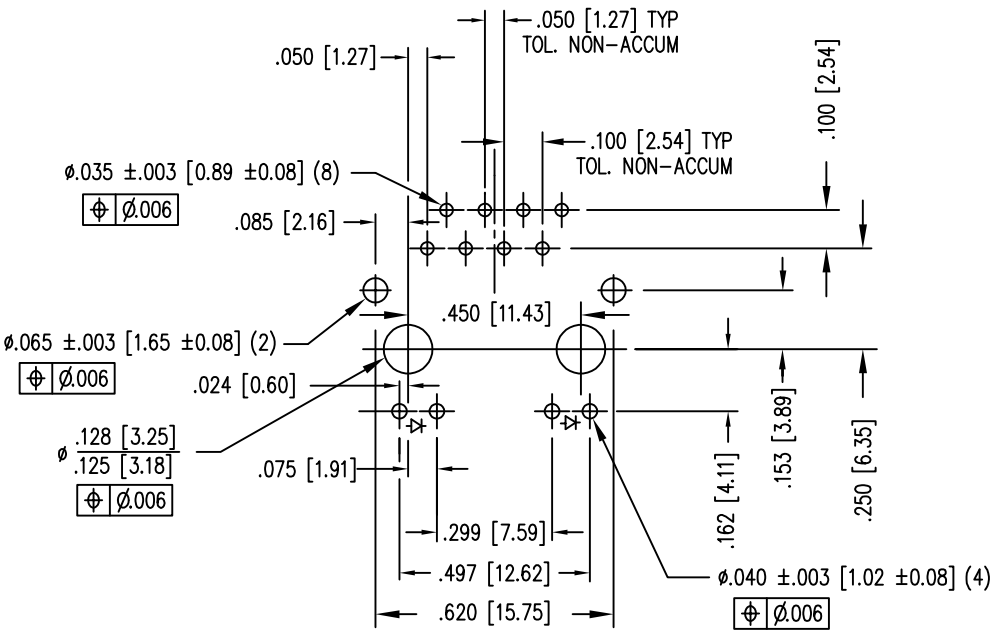 .050 [1.27] TYP
TOL. NON-ACCUM
.050 [1.27]
.100 [2.54]
.100 [2.54] TYP
TOL. NON-ACCUM
ø.035 ±.003 [0.89 ±0.08] (8)
⌖ Ø.006
.085 [2.16]
.450 [11.43]
ø.065 ±.003 [1.65 ±0.08] (2)
⌖ Ø.006
.024 [0.60]
ø .128 [3.25]
.125 [3.18]
⌖ Ø.006
.075 [1.91]
.162 [4.11]
.153 [3.89]
.250 [6.35]
.299 [7.59]
.497 [12.62]
.620 [15.75]
ø.040 ±.003 [1.02 ±0.08] (4)
⌖ Ø.006